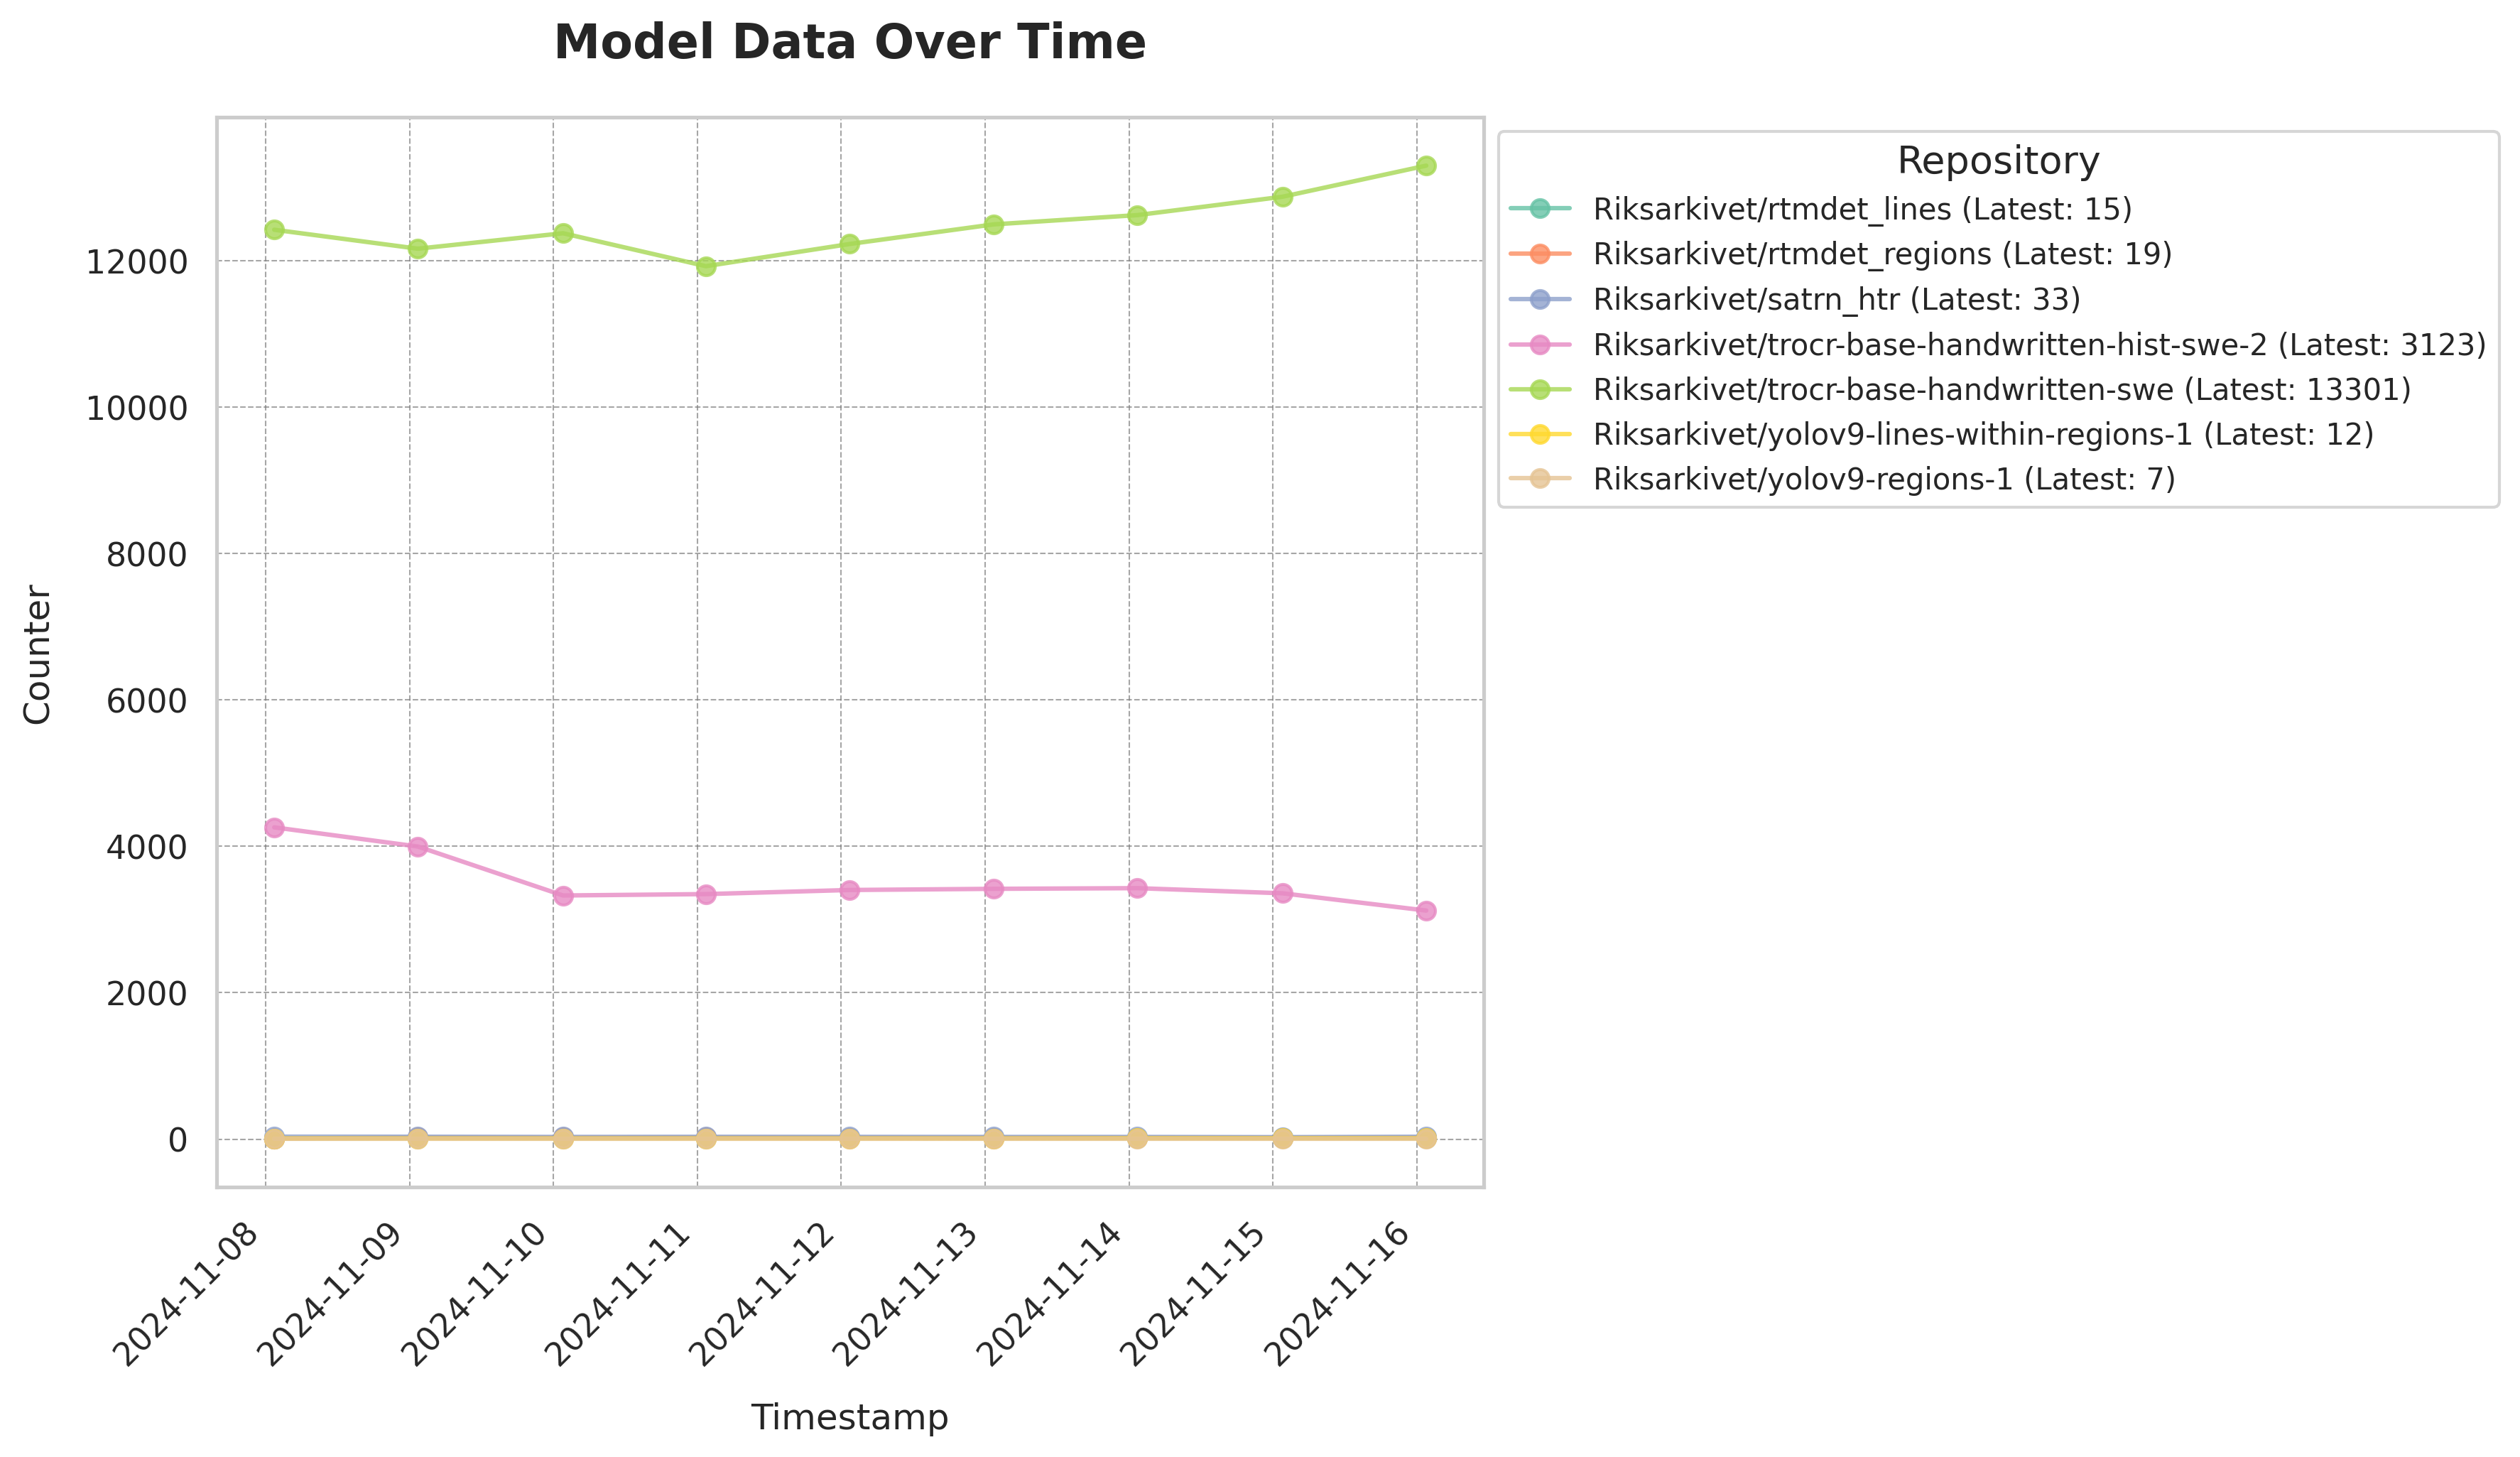 Model Data Over Time
Counter
12000
10000
8000
6000
4000
2000
0
2024-11-08
2024-11-09
2024-11-10
2024-11-11
2024-11-12
2024-11-13
2024-11-14
2024-11-15
2024-11-16
Timestamp
Repository
Riksarkivet/rtmdet_lines (Latest: 15)
Riksarkivet/rtmdet_regions (Latest: 19)
Riksarkivet/satrn_htr (Latest: 33)
Riksarkivet/trocr-base-handwritten-hist-swe-2 (Latest: 3123)
Riksarkivet/trocr-base-handwritten-swe (Latest: 13301)
Riksarkivet/yolov9-lines-within-regions-1 (Latest: 12)
Riksarkivet/yolov9-regions-1 (Latest: 7)